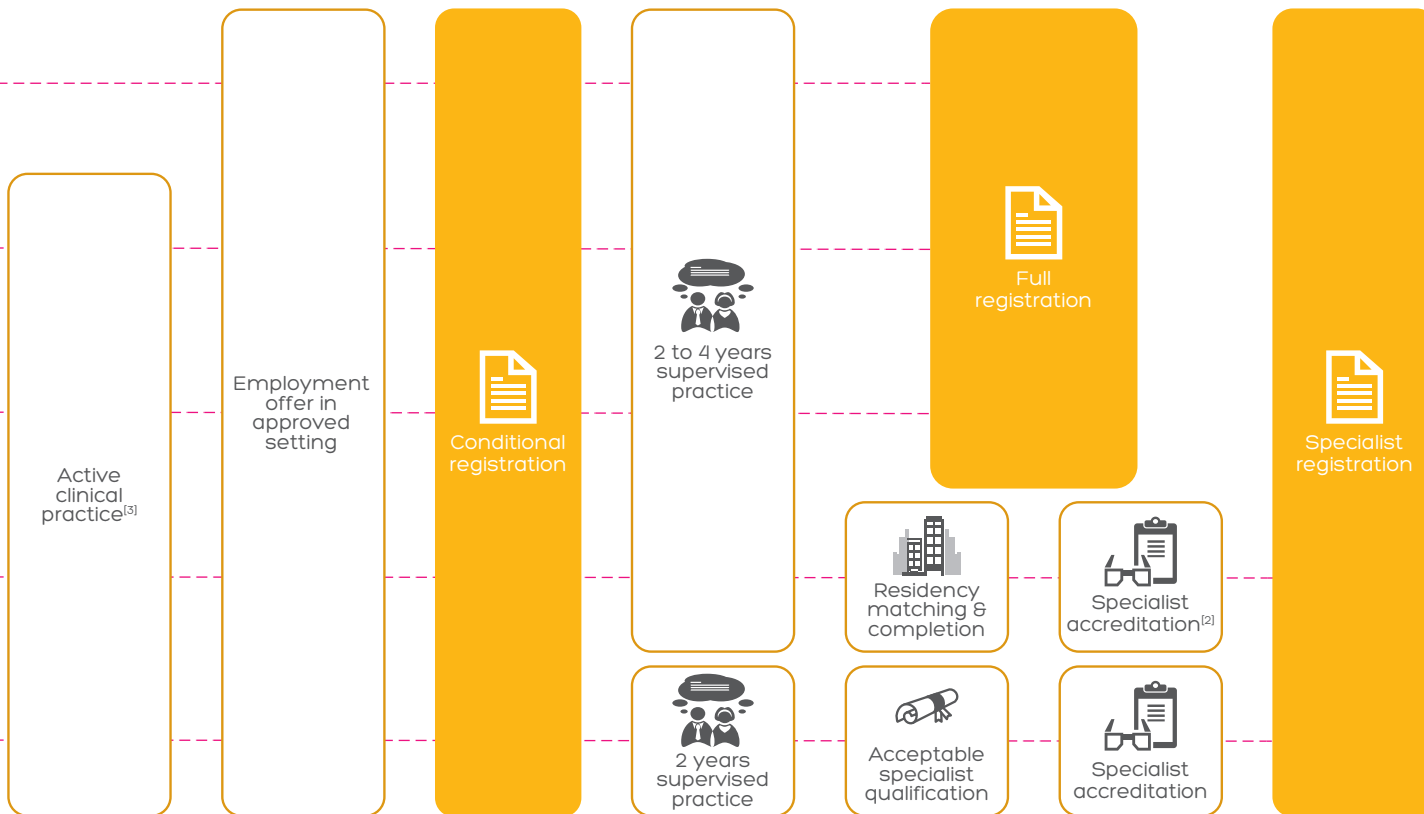 Active
clinical
practice[3]
Employment
offer in
approved
setting
Conditional
registration
2 to 4 years
supervised
practice
2 years
supervised
practice
Full
registration
Residency
matching &
completion
Specialist
accreditation[2]
Acceptable
specialist
qualification
Specialist
accreditation
Specialist
registration